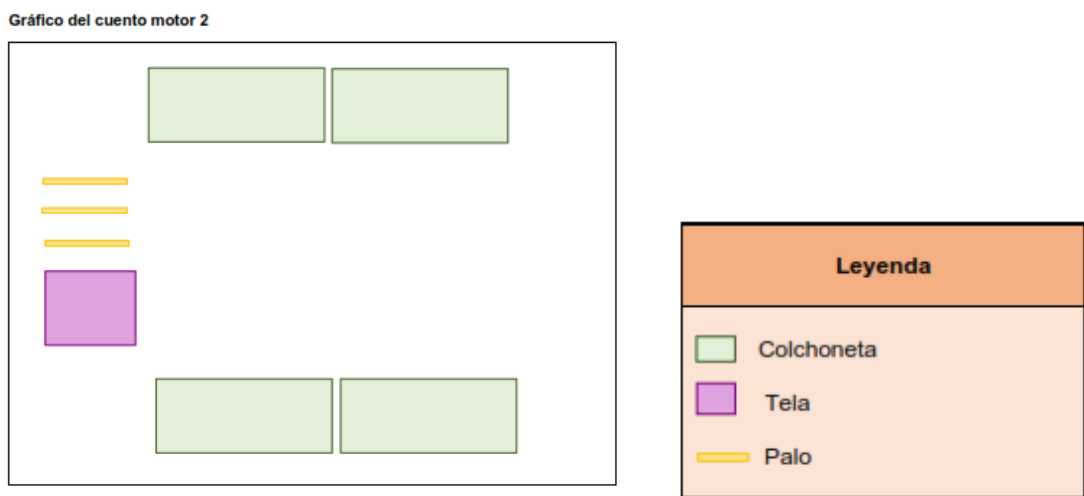 Gráfico del cuento motor 2
Leyenda
Colchoneta
Tela
Palo